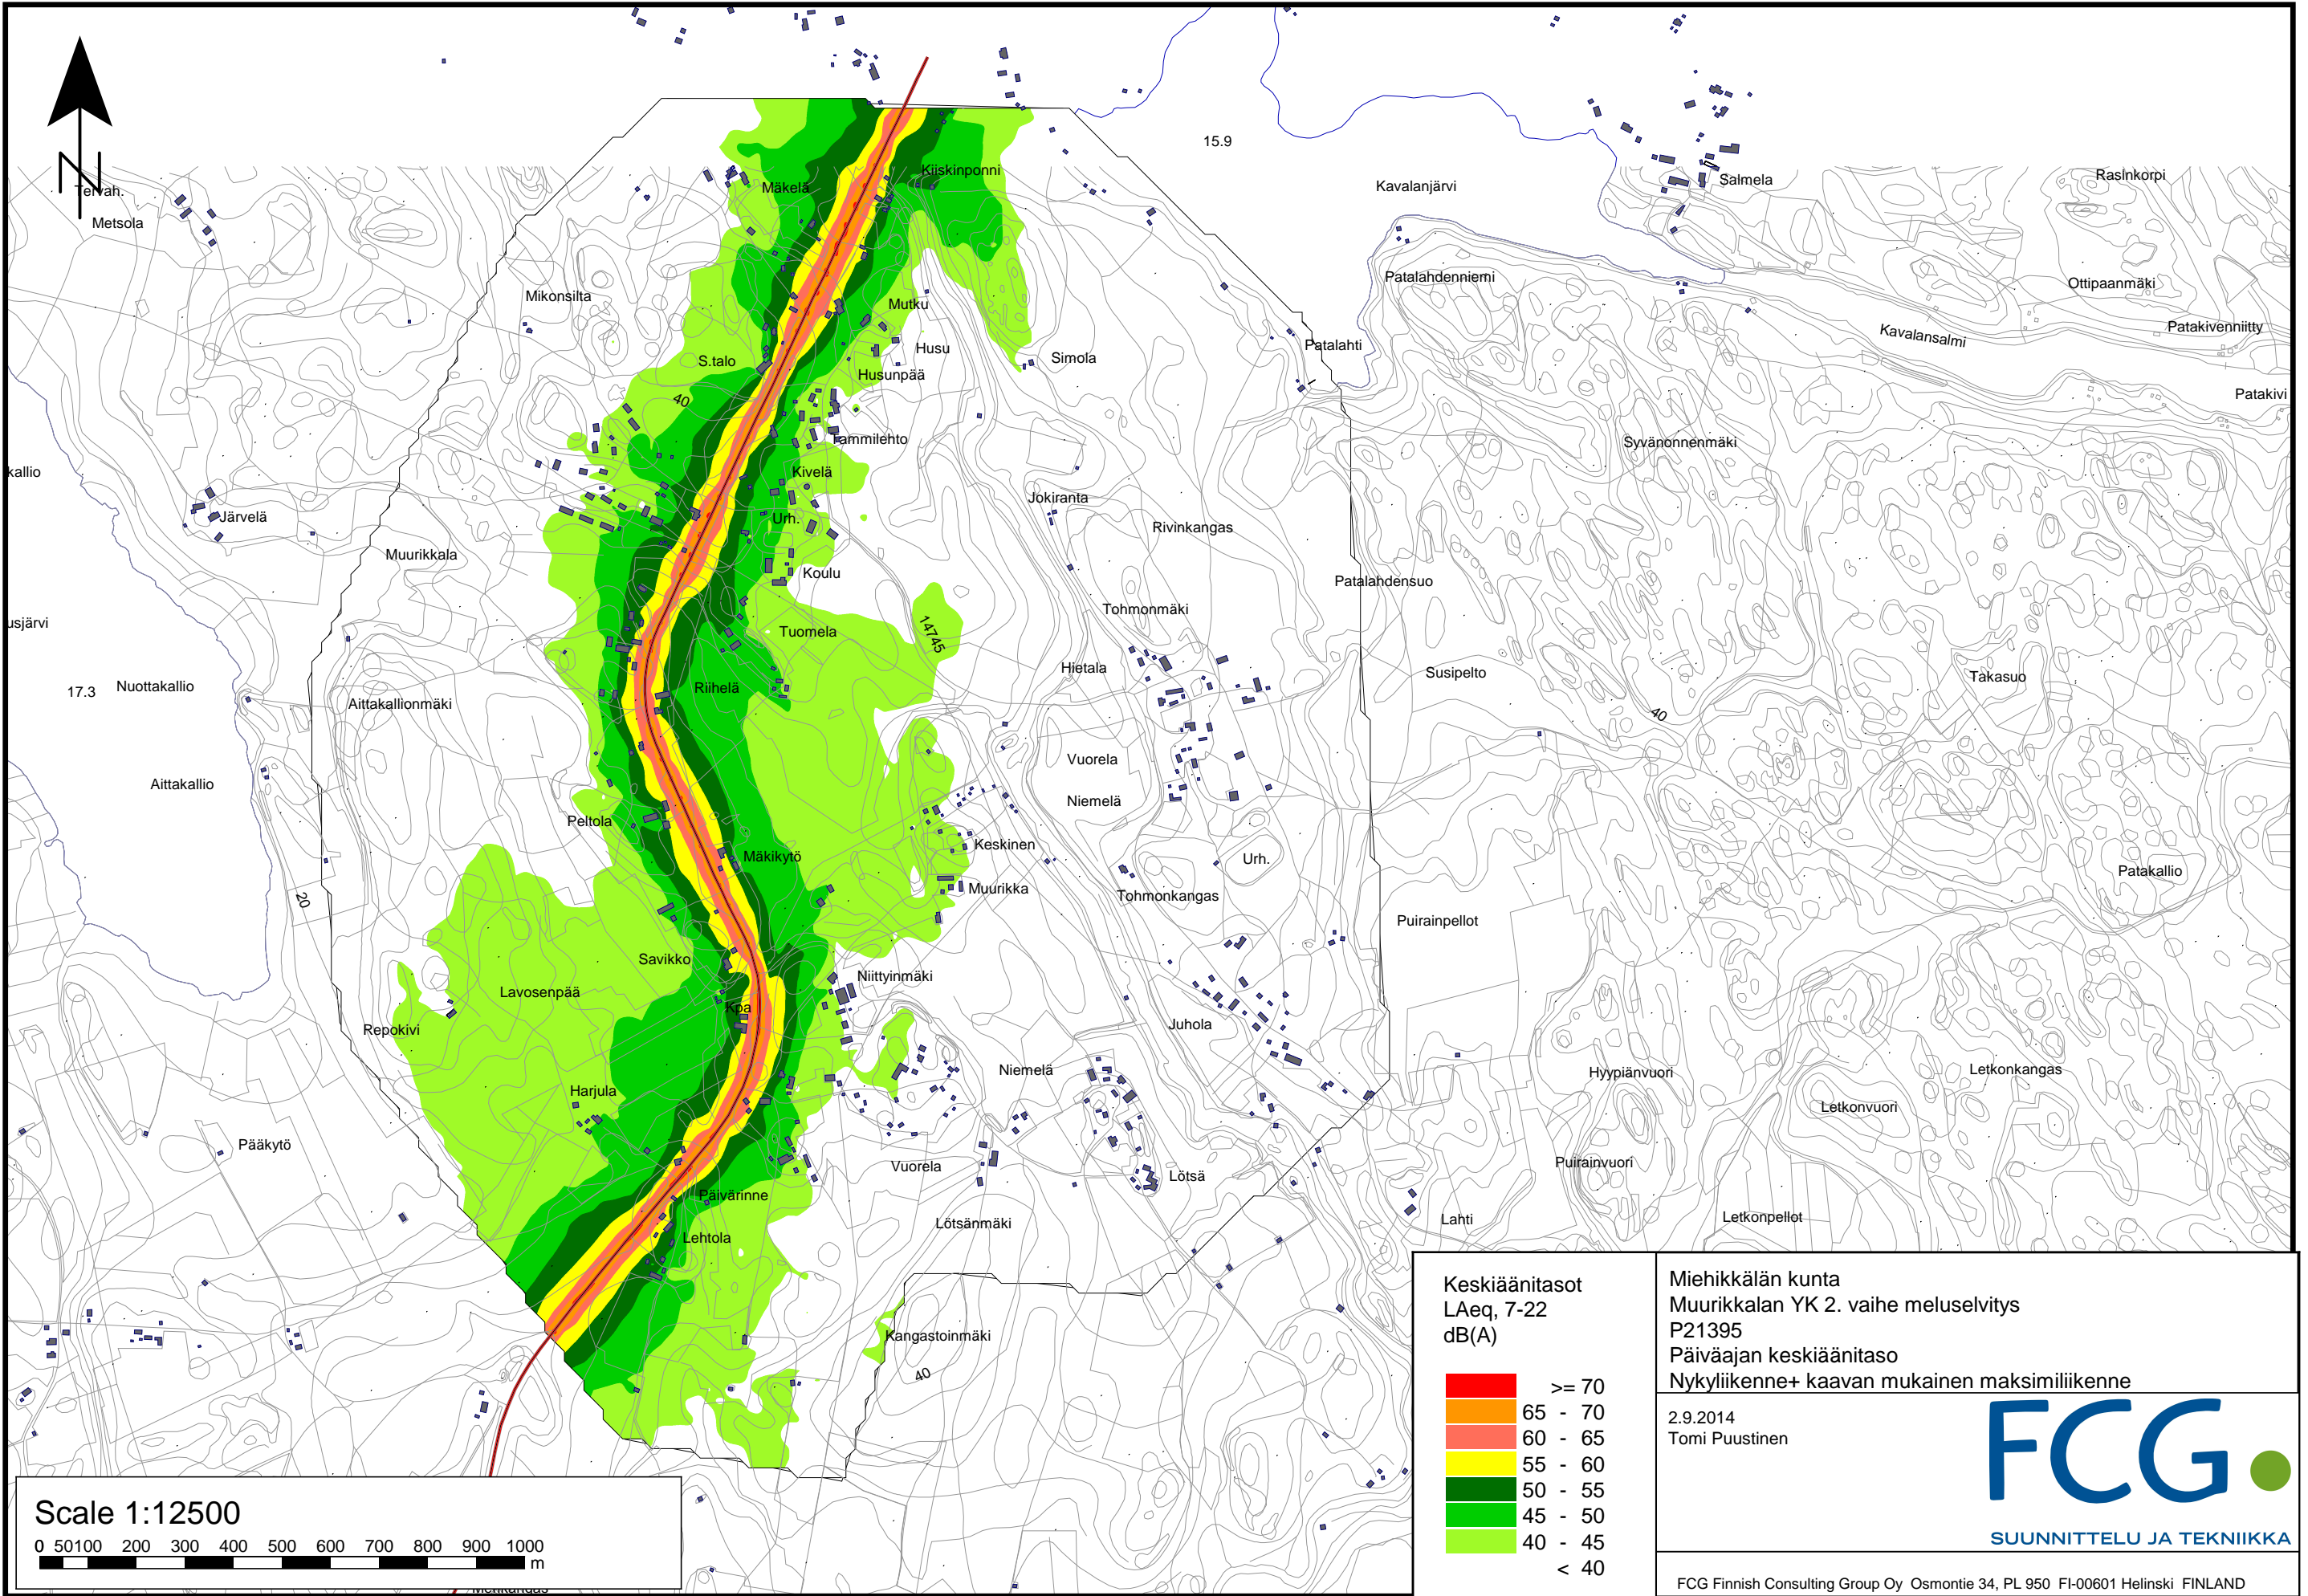 N
15.9
Tervah.
Metsola
Mäkelä
Kiiskinponni
Kavalanjärvi
Salmela
Rasinkorpi
Mikonsilta
Mutku
Patalahdenniemi
Ottipaanmäki
S.talo
Husu
Husunpää
Simola
Patalahti
Kavalansalmi
Patakivenniitty
40
Patakivi
Tammilehto
Syvänonnenmäki
kallio
Kivelä
Järvelä
Urh.
Jokiranta
Rivinkangas
Muurikkala
Koulu
Patalahdensuo
usjärvi
Tuomela
14745
Tohmonmäki
17.3
Nuottakallio
Aittakallionmäki
Riihelä
Hietala
Susipelto
Takasuo
40
Aittakallio
Vuorela
Niemelä
Peltola
Mäkikytö
Keskinen
Urh.
20
Muurikka
Tohmonkangas
Patakallio
Puirainpellot
Savikko
Niittyinmäki
Lavosenpää
Kpa
Repokivi
Juhola
Harjula
Niemelä
Hyypiänvuori
Letkonkangas
Letkonvuori
Pääkytö
Vuorela
Puirainvuori
Lötsä
Päivärinne
Lötsänmäki
Lahti
Letkonpellot
Lehtola
Kangastoinmäki
40
Keskiäänitasot
LAeq, 7-22
dB(A)
>= 70
65 - 70
60 - 65
55 - 60
50 - 55
45 - 50
40 - 45
< 40
Miehikkälän kunta
Muurikkalan YK 2. vaihe meluselvitys
P21395
Päiväajan keskiäänitaso
Nykyliikenne+ kaavan mukainen maksimiliikenne
2.9.2014
Tomi Puustinen
FCG
SUUNNITTELU JA TEKNIIKKA
FCG Finnish Consulting Group Oy Osmontie 34, PL 950 FI-00601 Helinski FINLAND
Scale 1:12500
0 50100 200 300 400 500 600 700 800 900 1000
m